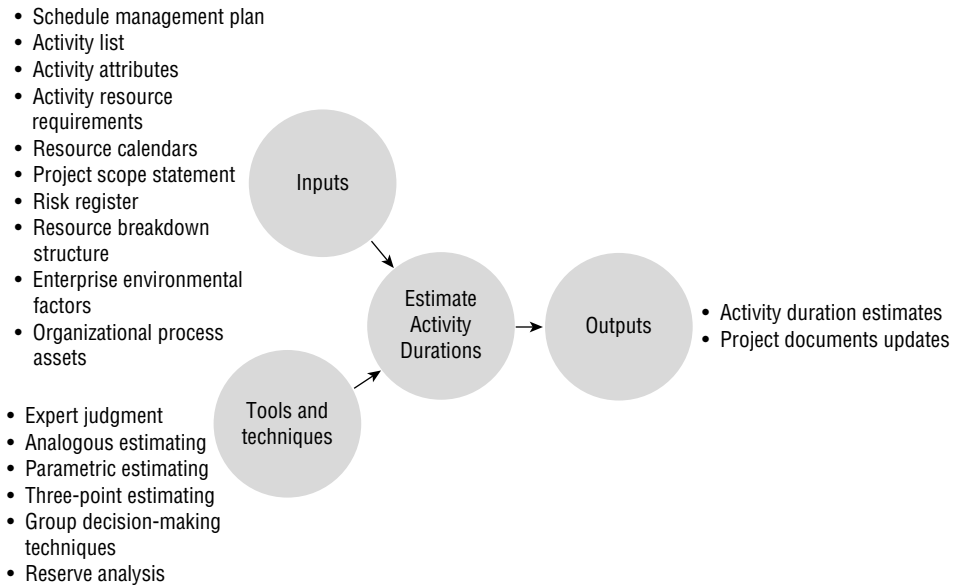 • Schedule management plan
• Activity list
• Activity attributes
• Activity resource
requirements
• Resource calendars
• Project scope statement
• Risk register
• Resource breakdown
structure
• Enterprise environmental
factors
• Organizational process
assets
Inputs
Estimate
Activity
Durations
Outputs
• Activity duration estimates
• Project documents updates
Tools and
techniques
• Expert judgment
• Analogous estimating
• Parametric estimating
• Three-point estimating
• Group decision-making
techniques
• Reserve analysis